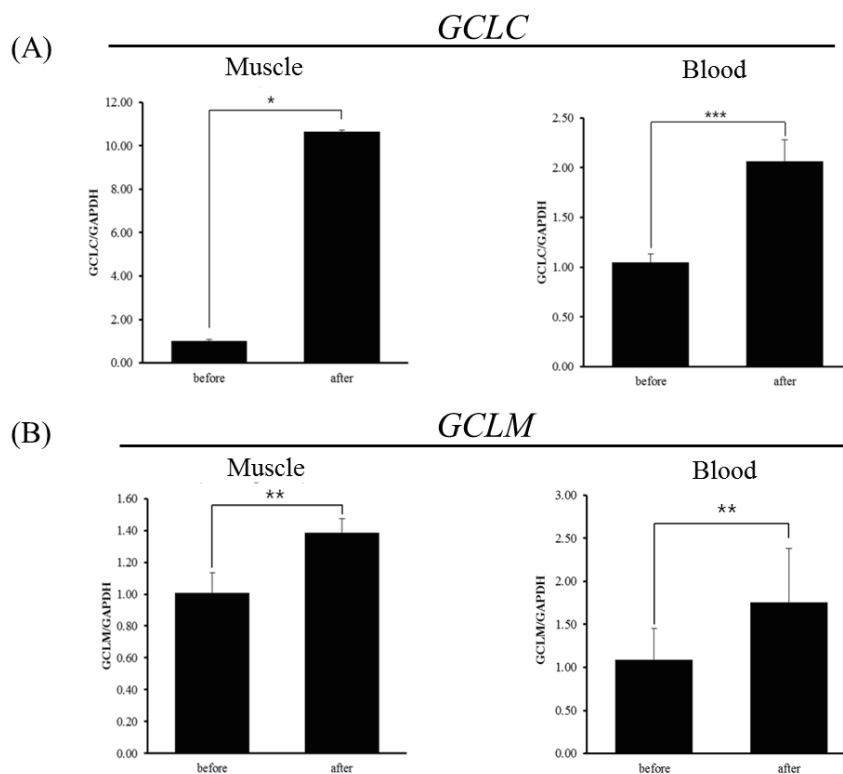 (A)
GCLC
Muscle
Blood
*
12.00
10.00
8.00
6.00
4.00
2.00
0.00
GCLC/GAPDH
before after
***
2.50
2.00
1.50
1.00
0.50
0.00
GCLC/GAPDH
before after
(B)
GCLM
Muscle
Blood
**
1.60
1.40
1.20
1.00
0.80
0.60
0.40
0.20
0.00
GCLM/GAPDH
before after
**
3.00
2.50
2.00
1.50
1.00
0.50
0.00
GCLM/GAPDH
before after